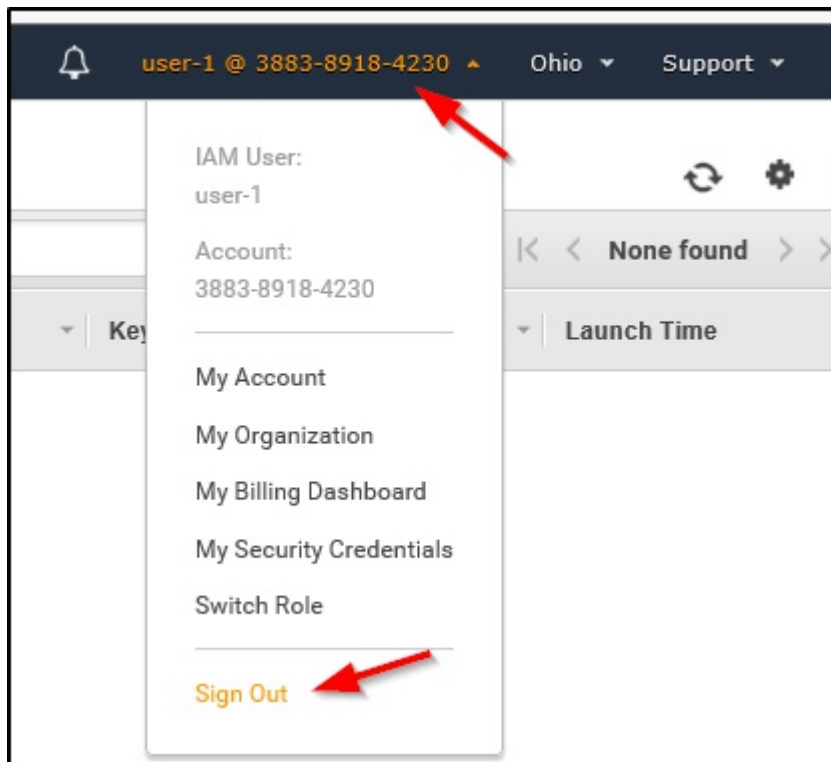 user-1 @ 3883-8918-4230 Ohio Support
IAM User:
user-1
Account:
3883-8918-4230
None found
Key
Launch Time
My Account
My Organization
My Billing Dashboard
My Security Credentials
Switch Role
Sign Out